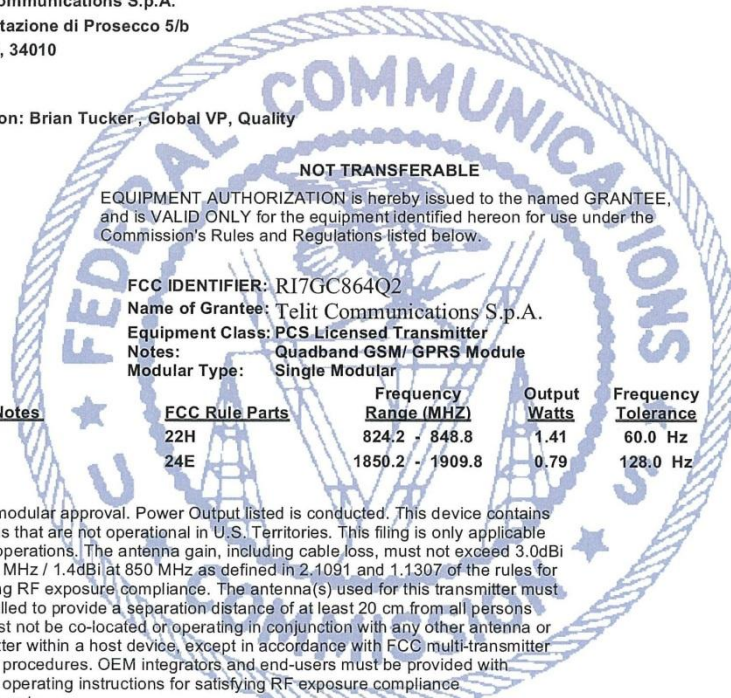 ommunications S.p.A.
tazione di Prosecco 5/b
, 34010
on: Brian Tucker , Global VP, Quality
NOT TRANSFERABLE
EQUIPMENT AUTHORIZATION is hereby issued to the named GRANTEE,
and is VALID ONLY for the equipment identified hereon for use under the
Commission's Rules and Regulations listed below.
FCC IDENTIFIER: RI7GC864Q2
Name of Grantee: Telit Communications S.p.A.
Equipment Class: PCS Licensed Transmitter
Notes: Quadband GSM/ GPRS Module
Modular Type: Single Modular
Notes FCC Rule Parts Frequency Range (MHZ) Output Watts Frequency Tolerance
22H 824.2 - 848.8 1.41 60.0 Hz
24E 1850.2 - 1909.8 0.79 128.0 Hz
modular approval. Power Output listed is conducted. This device contains
s that are not operational in U.S. Territories. This filing is only applicable
operations. The antenna gain, including cable loss, must not exceed 3.0dBi
MHz / 1.4dBi at 850 MHz as defined in 2.1091 and 1.1307 of the rules for
ng RF exposure compliance. The antenna(s) used for this transmitter must
lled to provide a separation distance of at least 20 cm from all persons
st not be co-located or operating in conjunction with any other antenna or
tter within a host device, except in accordance with FCC multi-transmitter
procedures. OEM integrators and end-users must be provided with
operating instructions for satisfying RF exposure compliance
FEDERAL COMMUNICATIONS COMMISSION
U S